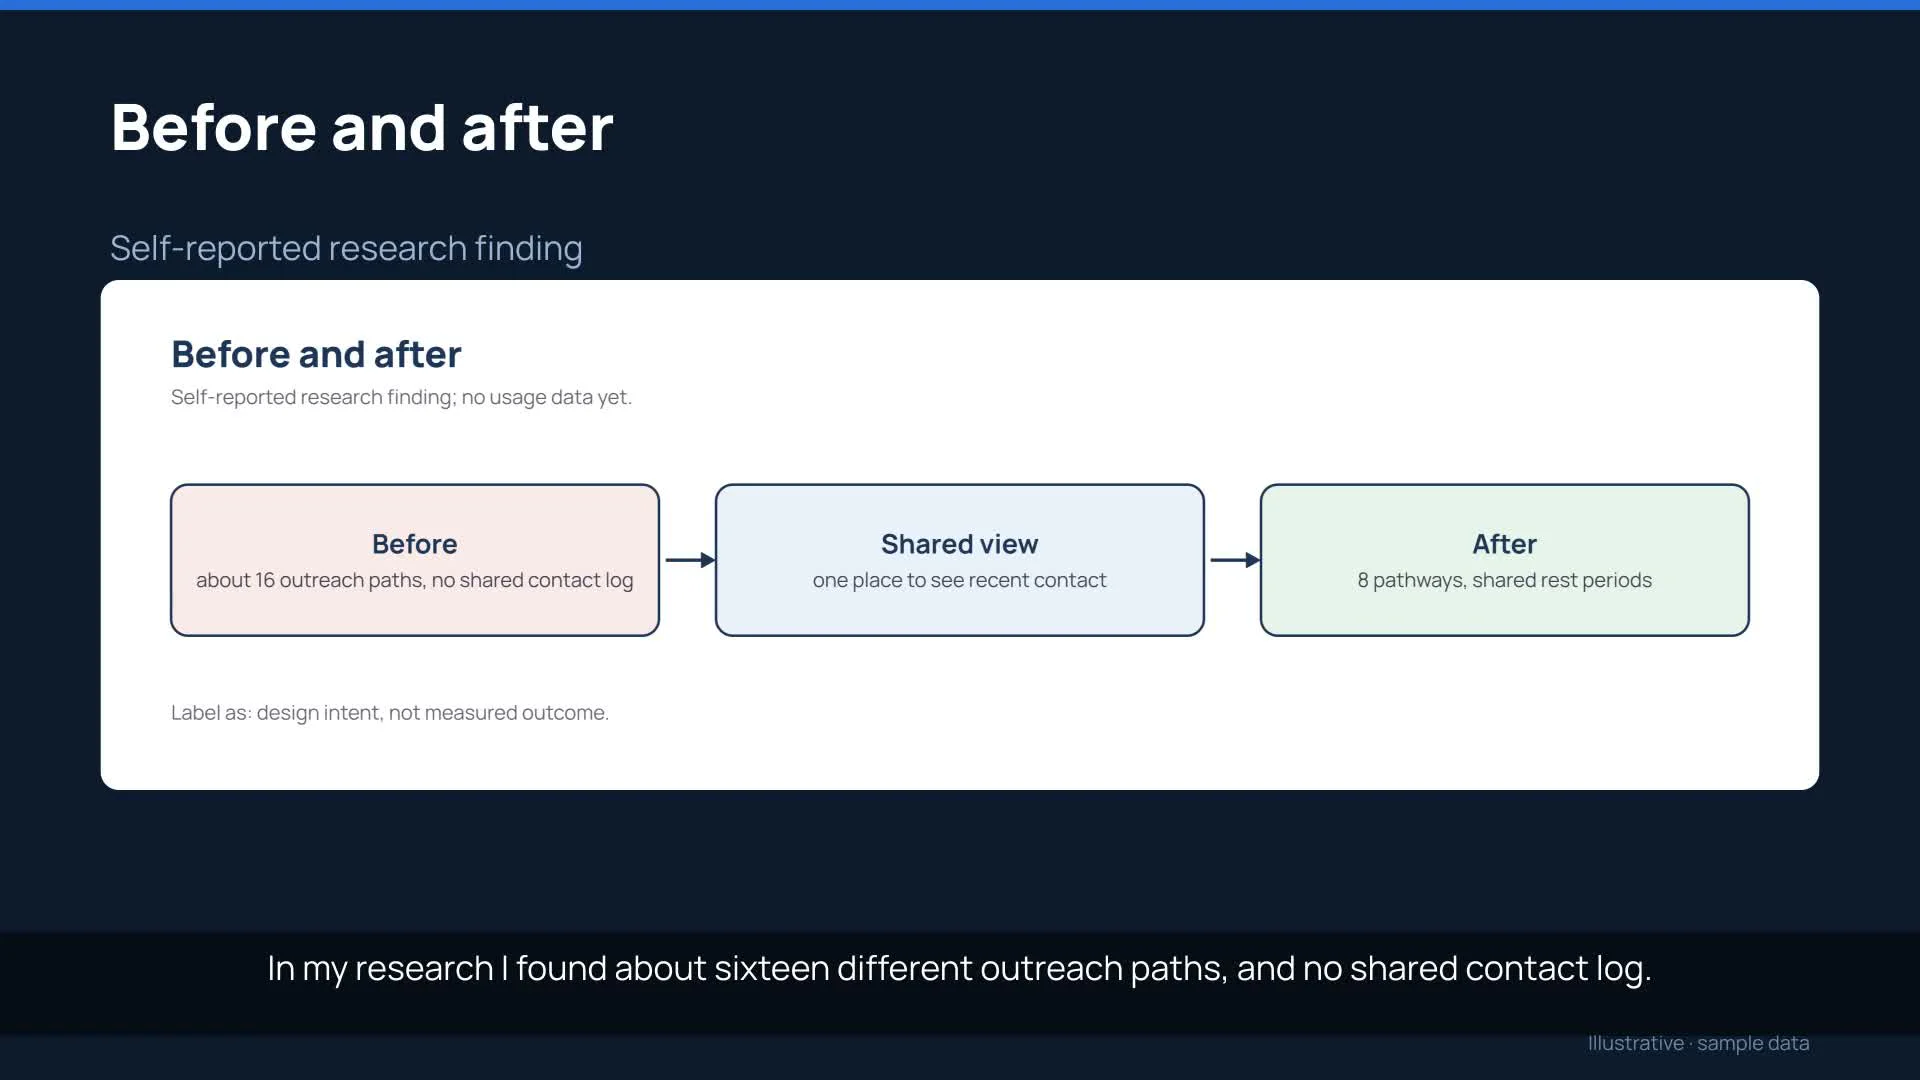 Before and after
Self-reported research finding
Before and after
Self-reported research finding; no usage data yet.
Before
about 16 outreach paths, no shared contact log
Shared view
one place to see recent contact
After
8 pathways, shared rest periods
Label as: design intent, not measured outcome.
In my research I found about sixteen different outreach paths, and no shared contact log.
Illustrative · sample data